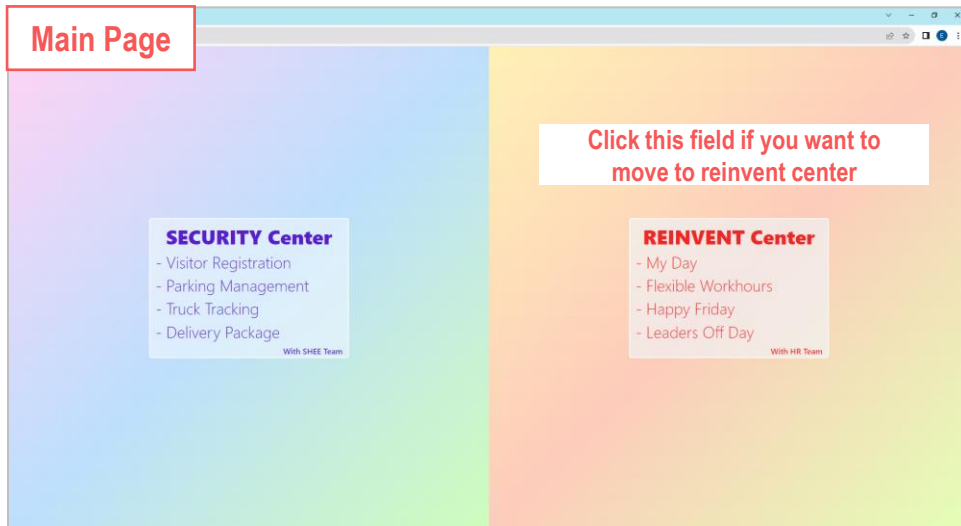 Main Page
E
Click this field if you want to
move to reinvent center
SECURITY Center
- Visitor Registration
- Parking Management
- Truck Tracking
- Delivery Package
With SHEE Team
REINVENT Center
- My Day
- Flexible Workhours
- Happy Friday
- Leaders Off Day
With HR Team